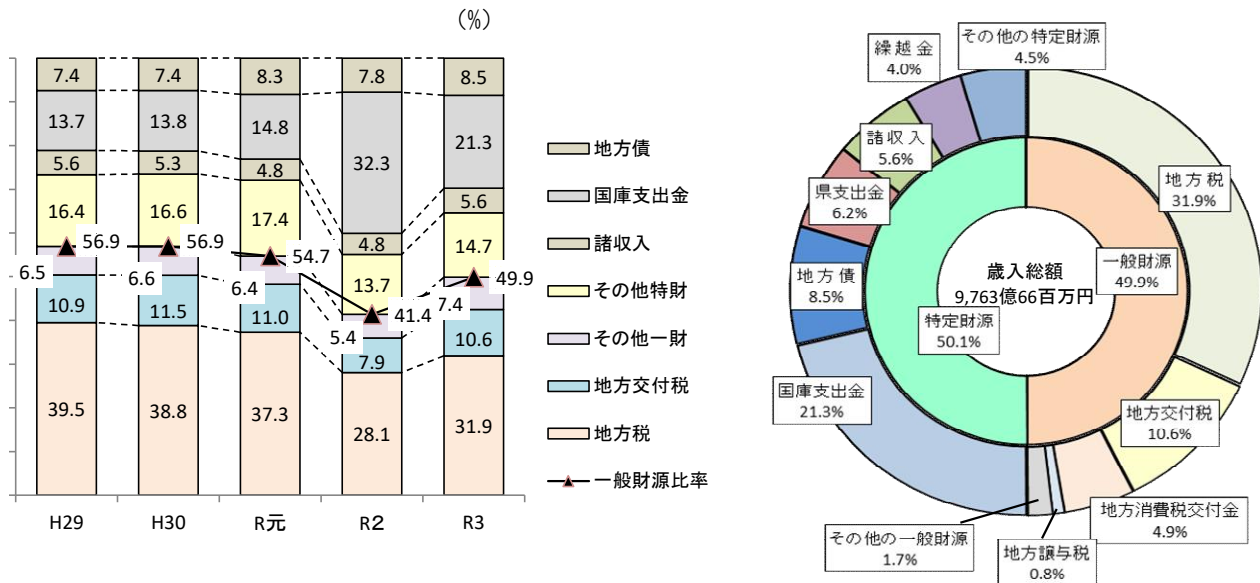 (%)
7.4
7.4
8.3
7.8
8.5
13.7
13.8
14.8
32.3
21.3
5.6
5.3
4.8
4.8
5.6
16.4
16.6
17.4
13.7
14.7
56.9
56.9
54.7
41.4
49.9
6.5
6.6
6.4
5.4
7.4
10.9
11.5
11.0
7.9
10.6
39.5
38.8
37.3
28.1
31.9
H29
H30
R元
R2
R3
地方債
国庫支出金
諸収入
その他特財
その他一財
地方交付税
地方税
一般財源比率
歳入総額
9,763億66百万円
一般財源
49.9%
特定財源
50.1%
地方税
31.9%
地方交付税
10.6%
地方消費税交付金
4.9%
地方譲与税
0.8%
その他の一般財源
1.7%
国庫支出金
21.3%
地方債
8.5%
県支出金
6.2%
諸収入
5.6%
繰越金
4.0%
その他の特定財源
4.5%